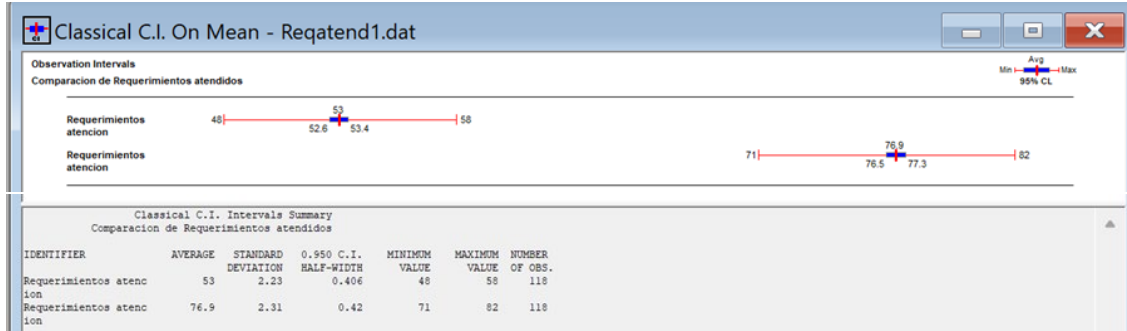 Classical C.I. On Mean - Reqatend1.dat
Observation Intervals
Comparacion de Requerimientos atendidos
Avg
Min Max
95% CL
Requerimientos
atencion
48 53 58
52.6 53.4
Requerimientos
atencion
71 76.9 82
76.5 77.3
Classical C.I. Intervals Summary
Comparacion de Requerimientos atendidos
IDENTIFIER AVERAGE STANDARD 0.950 C.I. MINIMUM MAXIMUM NUMBER
DEVIATION HALF-WIDTH VALUE VALUE OF OBS.
Requerimientos atenc 53 2.23 0.406 48 58 118
ion
Requerimientos atenc 76.9 2.31 0.42 71 82 118
ion